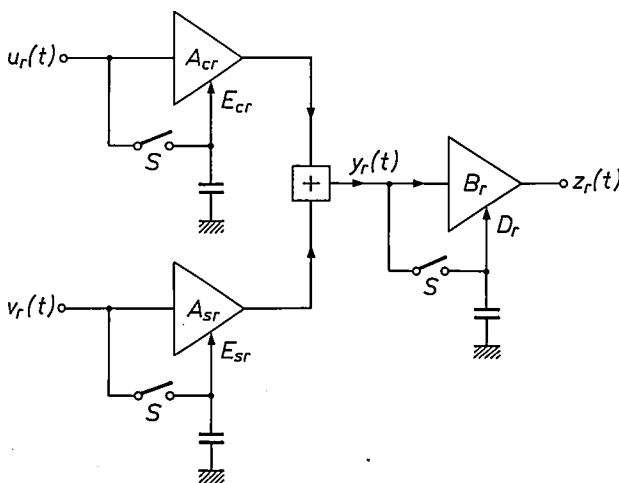 u_r(t)
A_cr
E_cr
S
+
y_r(t)
B_r
z_r(t)
D_r
S
v_r(t)
A_sr
E_sr
S